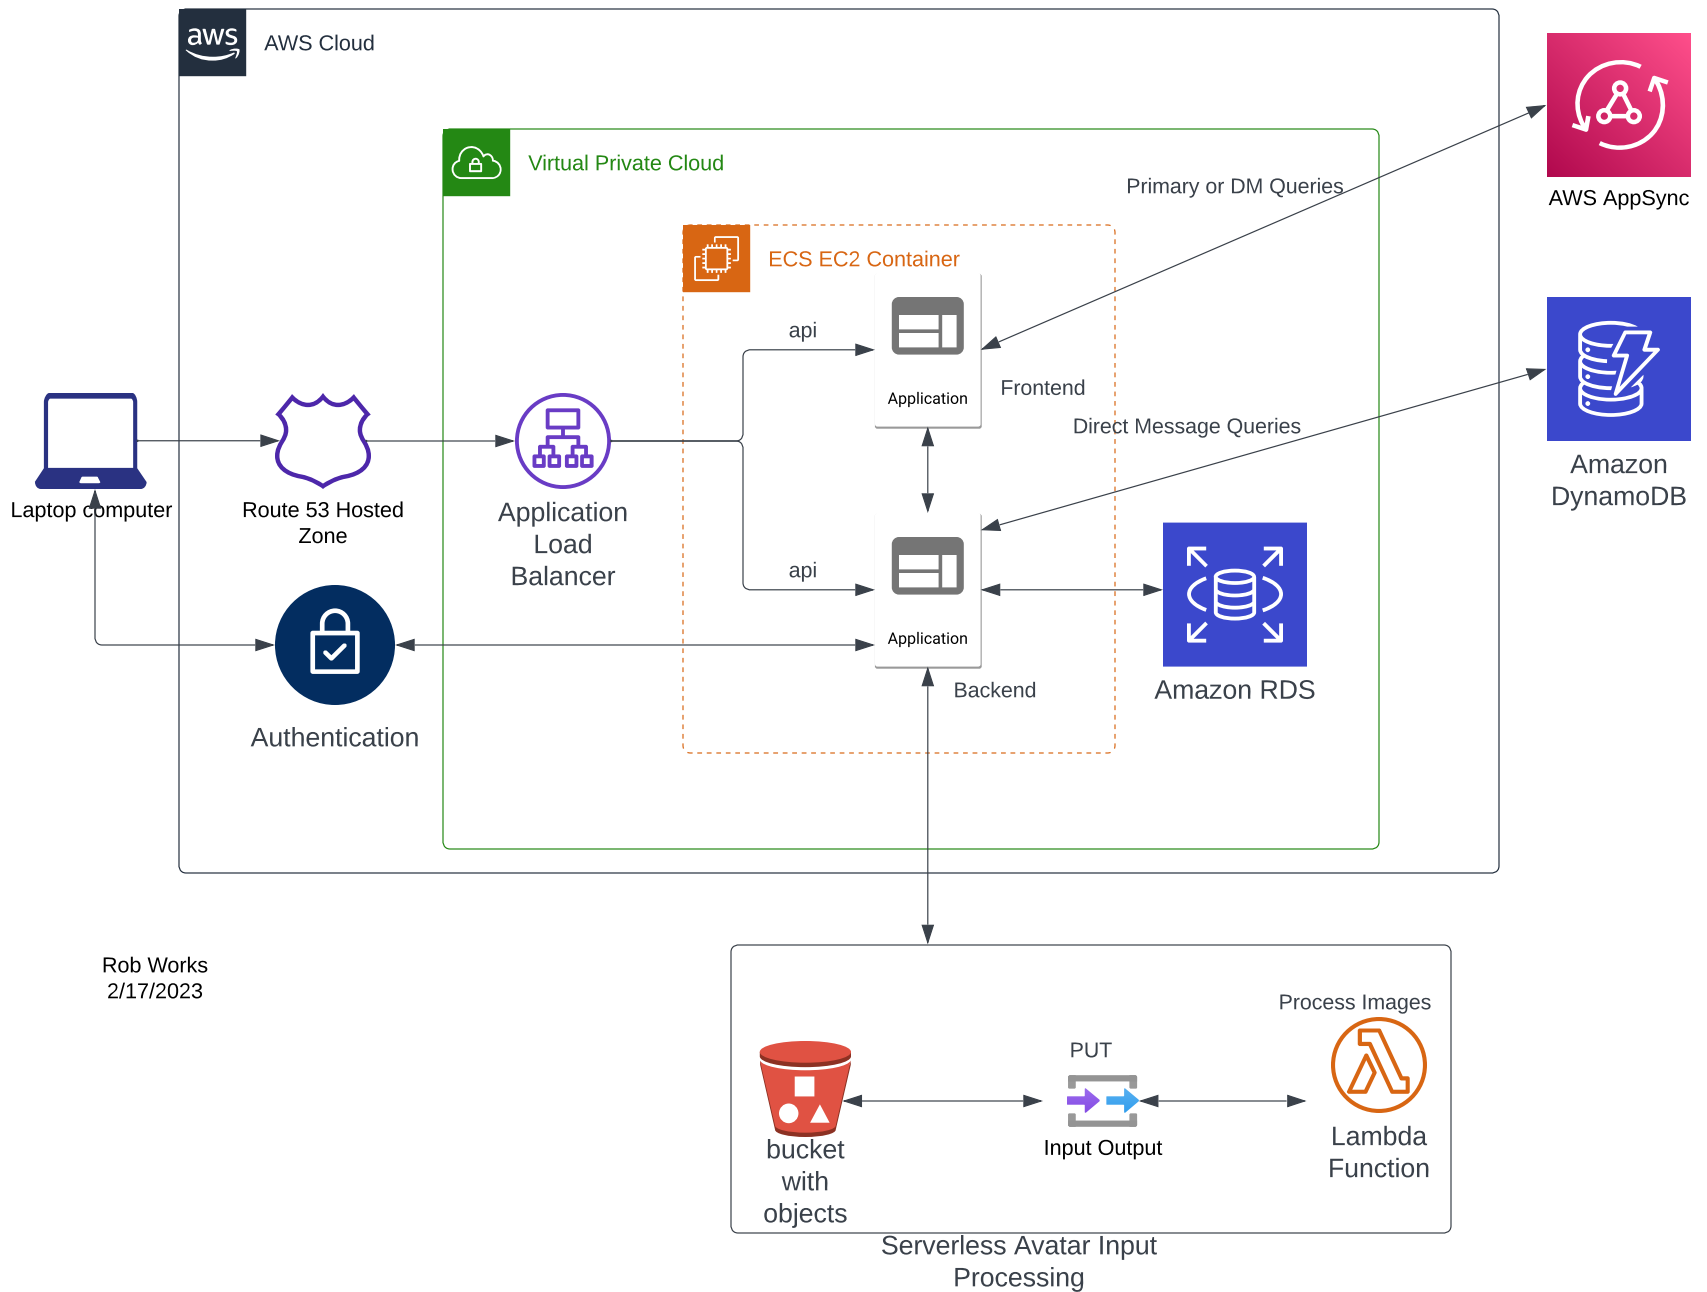 aws
AWS Cloud
Virtual Private Cloud
Primary or DM Queries
AWS AppSync
ECS EC2 Container
api
Application
Frontend
Direct Message Queries
Amazon
DynamoDB
Laptop computer
Route 53 Hosted
Zone
Application
Load
Balancer
api
Application
Backend
Amazon RDS
Authentication
Rob Works
2/17/2023
Process Images
PUT
Input Output
Lambda
Function
bucket
with
objects
Serverless Avatar Input
Processing